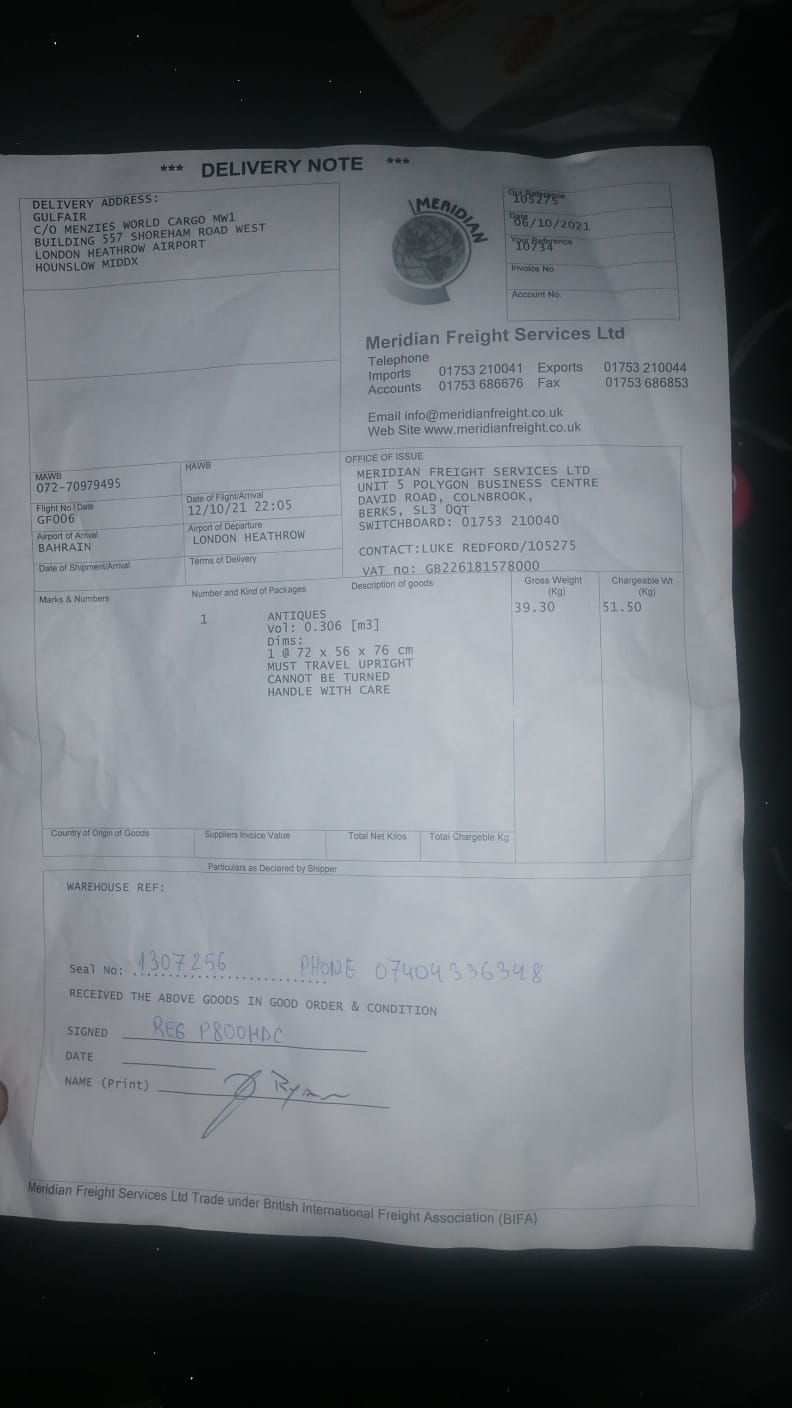 *** DELIVERY NOTE ***
DELIVERY ADDRESS:
GULFAIR
C/O MENZIES WORLD CARGO MW1
BUILDING 557 SHOREHAM ROAD WEST
LONDON HEATHROW AIRPORT
HOUNSLOW MIDDX
MERIDIAN
Our Reference
105275
Date
06/10/2021
Your Reference
10734
Invoice No.
Account No.
Meridian Freight Services Ltd
Telephone
Imports 01753 210041 Exports 01753 210044
Accounts 01753 686676 Fax 01753 686853
Email info@meridianfreight.co.uk
Web Site www.meridianfreight.co.uk
MAWB
072-70979495
HAWB
Flight No / Date
GF006
Date of Flight/Arrival
12/10/21 22:05
Airport of Arrival
BAHRAIN
Airport of Departure
LONDON HEATHROW
Date of Shipment/Arrival
Terms of Delivery
OFFICE OF ISSUE
MERIDIAN FREIGHT SERVICES LTD
UNIT 5 POLYGON BUSINESS CENTRE
DAVID ROAD, COLNBROOK,
BERKS, SL3 0QT
SWITCHBOARD: 01753 210040
CONTACT:LUKE REDFORD/105275
VAT no: GB226181578000
Marks & Numbers Number and Kind of Packages Description of goods Gross Weight (Kg) Chargeable Wt (Kg)
1 ANTIQUES 39.30 51.50
Vol: 0.306 [m3]
Dims:
1 @ 72 x 56 x 76 cm
MUST TRAVEL UPRIGHT
CANNOT BE TURNED
HANDLE WITH CARE
Country of Origin of Goods Suppliers Invoice Value Total Net Kilos Total Chargeble Kg
Particulars as Declared by Shipper
WAREHOUSE REF:
Seal No: 1307256 PHONE 07404336348
RECEIVED THE ABOVE GOODS IN GOOD ORDER & CONDITION
SIGNED REG P800HDC
DATE
NAME (Print) Ryan
Meridian Freight Services Ltd Trade under British International Freight Association (BIFA)